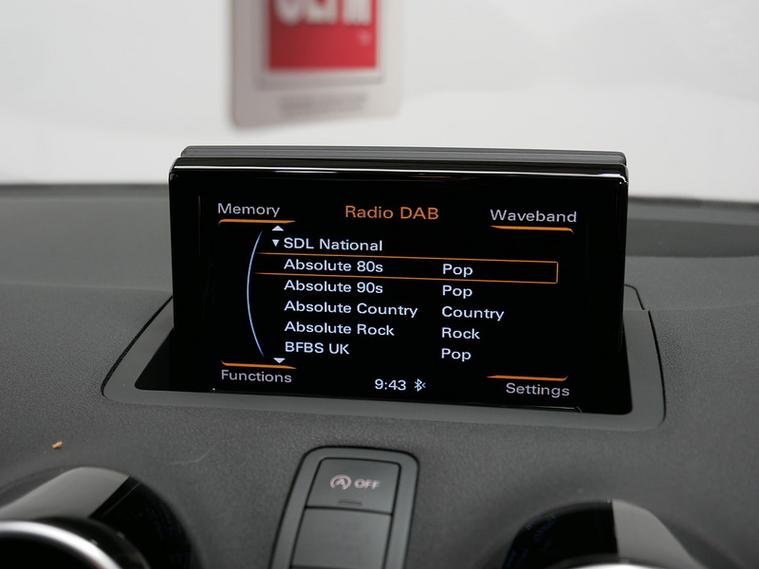 Memory Radio DAB Waveband
SDL National
Absolute 80s Pop
Absolute 90s Pop
Absolute Country Country
Absolute Rock Rock
BFBS UK Pop
Functions 9:43 Settings
OFF